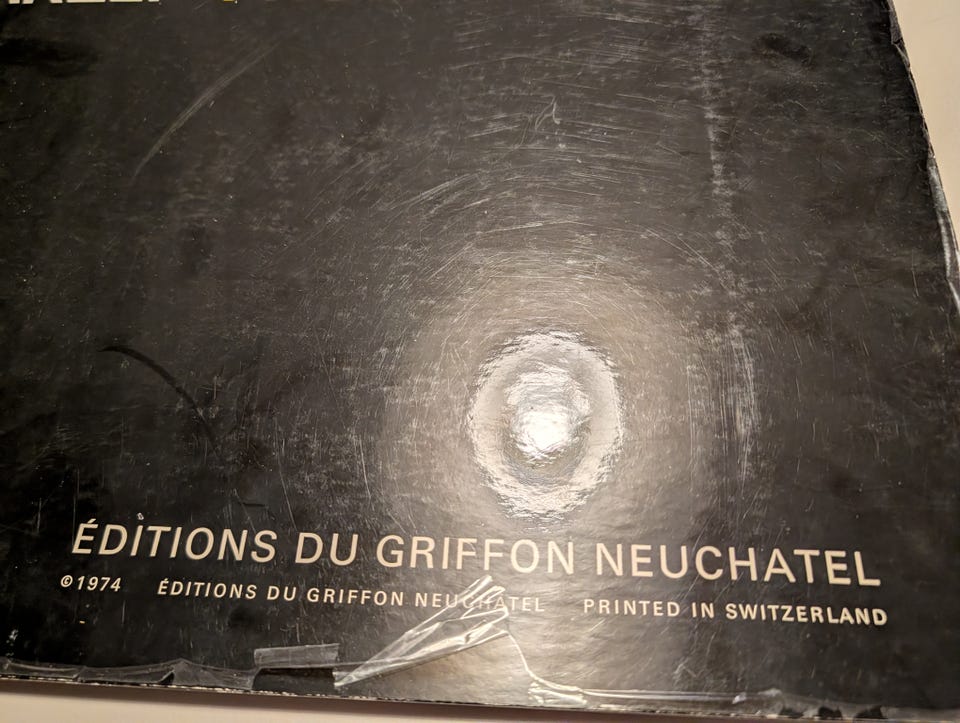 ÉDITIONS DU GRIFFON NEUCHATEL
©1974 ÉDITIONS DU GRIFFON NEUCHATEL PRINTED IN SWITZERLAND